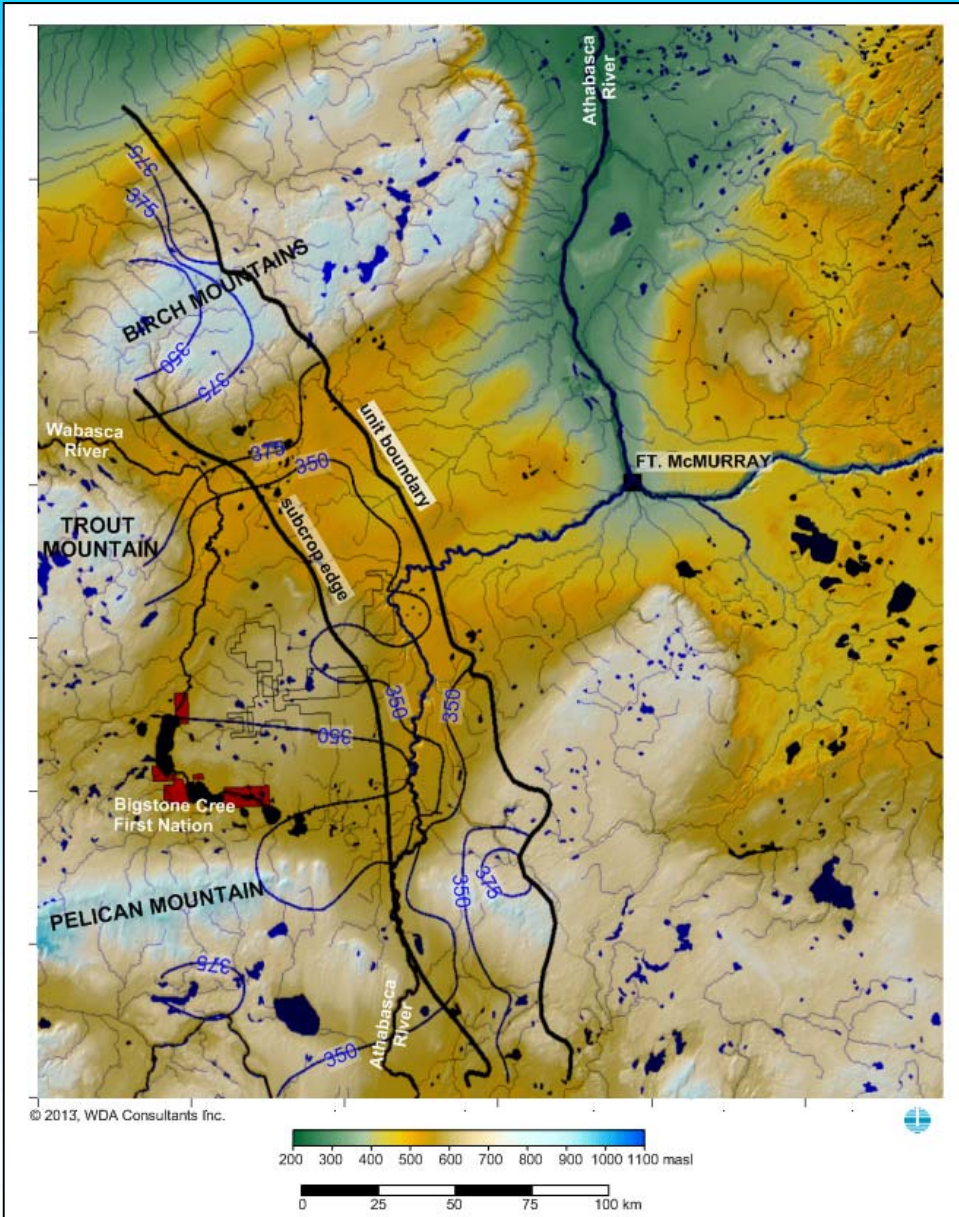 Athabasca
River
375
375
BIRCH MOUNTAINS
350
375
Wabasca
River
375
350
unit boundary
FT. McMURRAY
TROUT
MOUNTAIN
subcrop edge
350
350
350
Bigstone Cree
First Nation
375
350
PELICAN MOUNTAIN
375
Athabasca
River
350
© 2013, WDA Consultants Inc.
200 300 400 500 600 700 800 900 1000 1100 masl
0 25 50 75 100 km